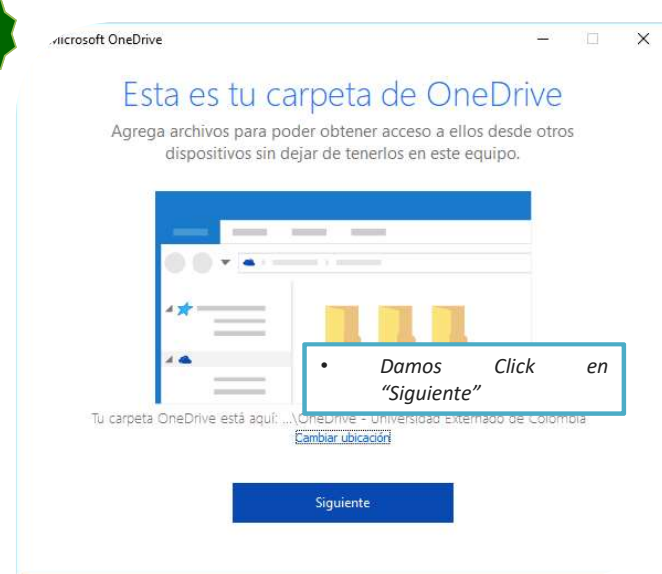 Microsoft OneDrive
Esta es tu carpeta de OneDrive
Agrega archivos para poder obtener acceso a ellos desde otros
dispositivos sin dejar de tenerlos en este equipo.
• Damos Click en
“Siguiente”
Tu carpeta OneDrive está aquí: ...\OneDrive - Universidad Externado de Colombia
Cambiar ubicación
Siguiente